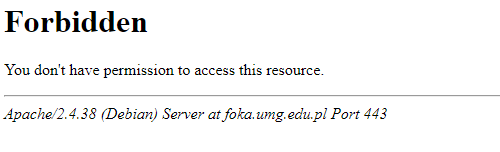 Forbidden
You don't have permission to access this resource.
Apache/2.4.38 (Debian) Server at foka.umg.edu.pl Port 443